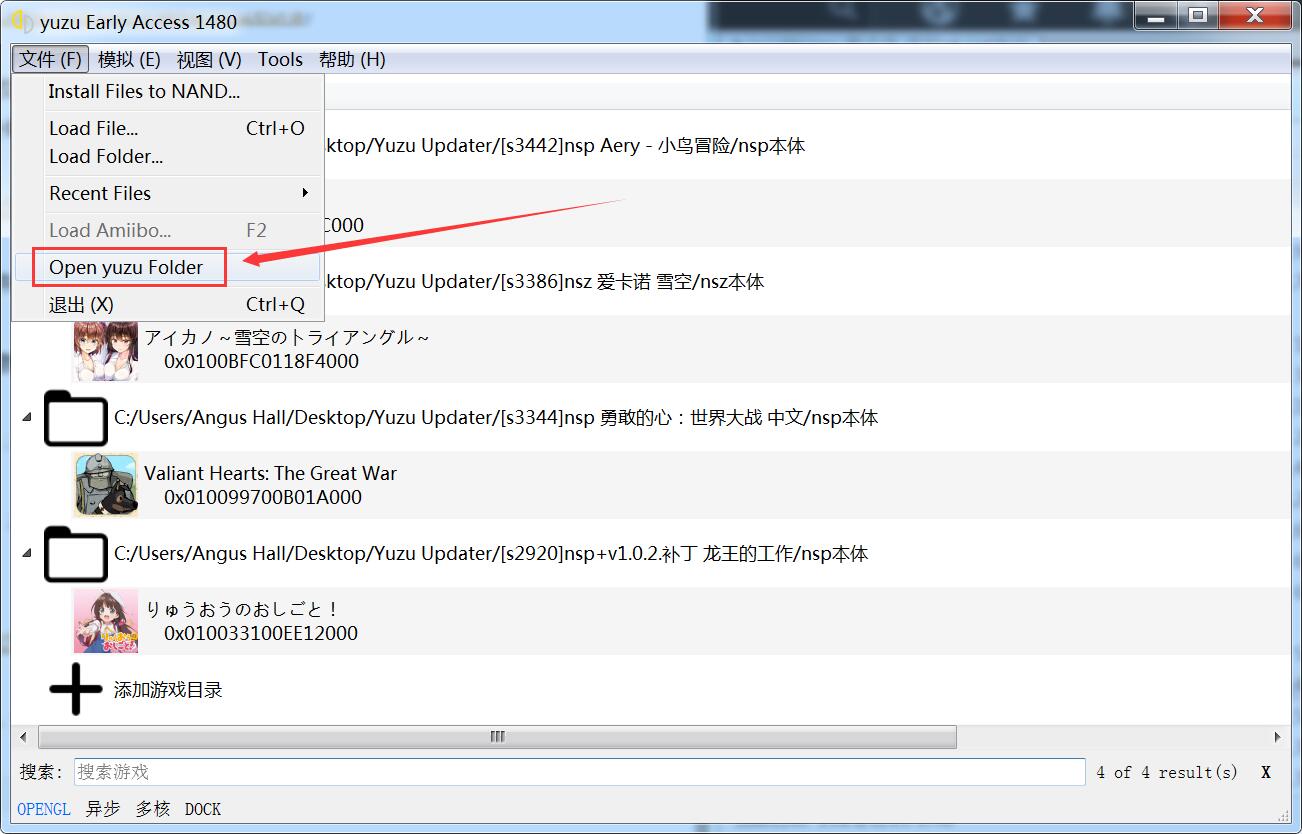 yuzu Early Access 1480
文件 (F) 模拟 (E) 视图 (V) Tools 帮助 (H)
Install Files to NAND...
Load File... Ctrl+O
Load Folder...
Recent Files
Load Amiibo... F2
Open yuzu Folder
退出 (X) Ctrl+Q
ktop/Yuzu Updater/[s3442]nsp Aery - 小鸟冒险/nsp本体
C000
ktop/Yuzu Updater/[s3386]nsz 爱卡诺 雪空/nsz本体
アイカノ～雪空のトライアングル～
0x0100BFC0118F4000
C:/Users/Angus Hall/Desktop/Yuzu Updater/[s3344]nsp 勇敢的心：世界大战 中文/nsp本体
Valiant Hearts: The Great War
0x010099700B01A000
C:/Users/Angus Hall/Desktop/Yuzu Updater/[s2920]nsp+v1.0.2.补丁 龙王的工作/nsp本体
りゅうおうのおしごと！
0x010033100EE12000
添加游戏目录
搜索: 搜索游戏 4 of 4 result(s) X
OPENGL 异步 多核 DOCK